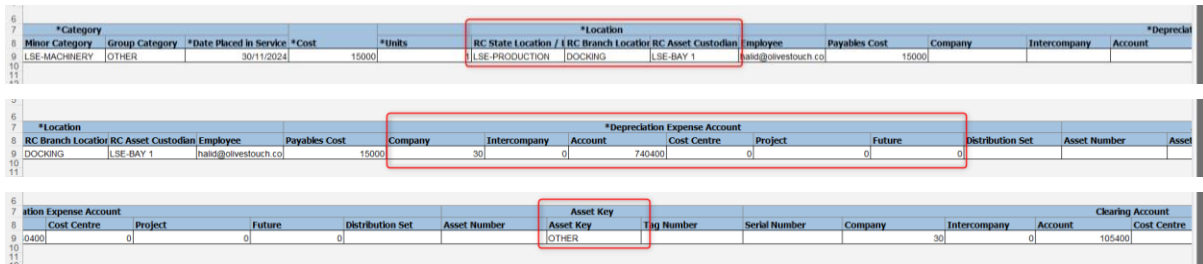 6
7 *Category *Location *Depreciat
8 Minor Category Group Category *Date Placed in Service *Cost *Units RC State Location / RC Branch Location RC Asset Custodian Employee Payables Cost Company Intercompany Account
9 LSE-MACHINERY OTHER 30/11/2024 15000 1 LSE-PRODUCTION DOCKING LSE-BAY 1 halid@olivestouch.co 15000
10
11
6
7 *Location *Depreciation Expense Account
8 RC Branch Location RC Asset Custodian Employee Payables Cost Company Intercompany Account Cost Centre Project Future Distribution Set Asset Number Asset
9 DOCKING LSE-BAY 1 halid@olivestouch.co 15000 30 0 740400 0 0 0
10
11
6
7 ation Expense Account Asset Key Clearing Account
8 Cost Centre Project Future Distribution Set Asset Number Asset Key Tag Number Serial Number Company Intercompany Account Cost Centre
9 0400 0 0 0 OTHER 30 0 105400
10
11